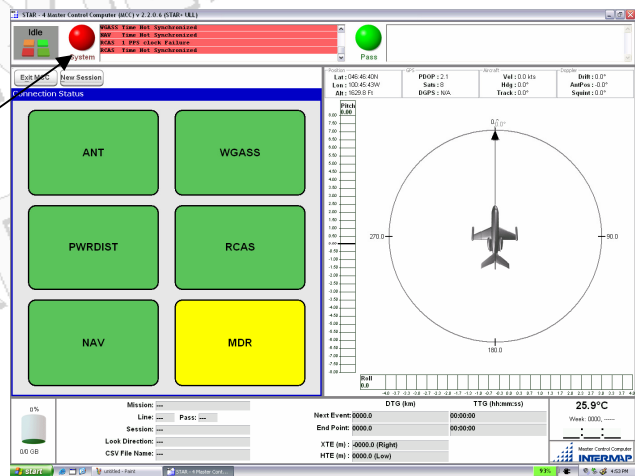 STAR - 4 Master Control Computer (MCC) v 2.2.0.6 (STAR+ ULL)
Idle
System
WGASS Time Not Synchronized
NAV Time Not Synchronized
RCAS 1 PPS clock Failure
RCAS Time Not Synchronized
Pass
Exit MCC New Session
Connection Status
ANT WGASS
PWRDIST RCAS
NAV MDR
Position GPS Aircraft Doppler
Lat : 046:46.40N PDOP : 2.1 Vel : 0.0 kts Drift : 0.0°
Lon : 100:45.43W Sats : 8 Hdg : 0.0° AntPos : -0.0°
Alt : 1629.8 Ft DGPS : N/A Track : 0.0° Squint : 0.0°
Pitch
0.00
270.0
90.0
180.0
Roll
0.0
0%
0/0 GB
Mission: ---
Line: --- Pass: ---
Session: ---
Look Direction: ---
CSV File Name: ---
DTG (km) TTG (hh:mm:ss)
Next Event: 0000.0 00:00:00
End Point: 0000.0 00:00:00
XTE (m) : -0000.0 (Right)
HTE (m) : 0000.0 (Low)
25.9°C
Week: 0000, -----
__:__:__
Master Control Computer
INTERMAP
Start untitled - Paint STAR - 4 Master Cont... 93% 4:53 PM